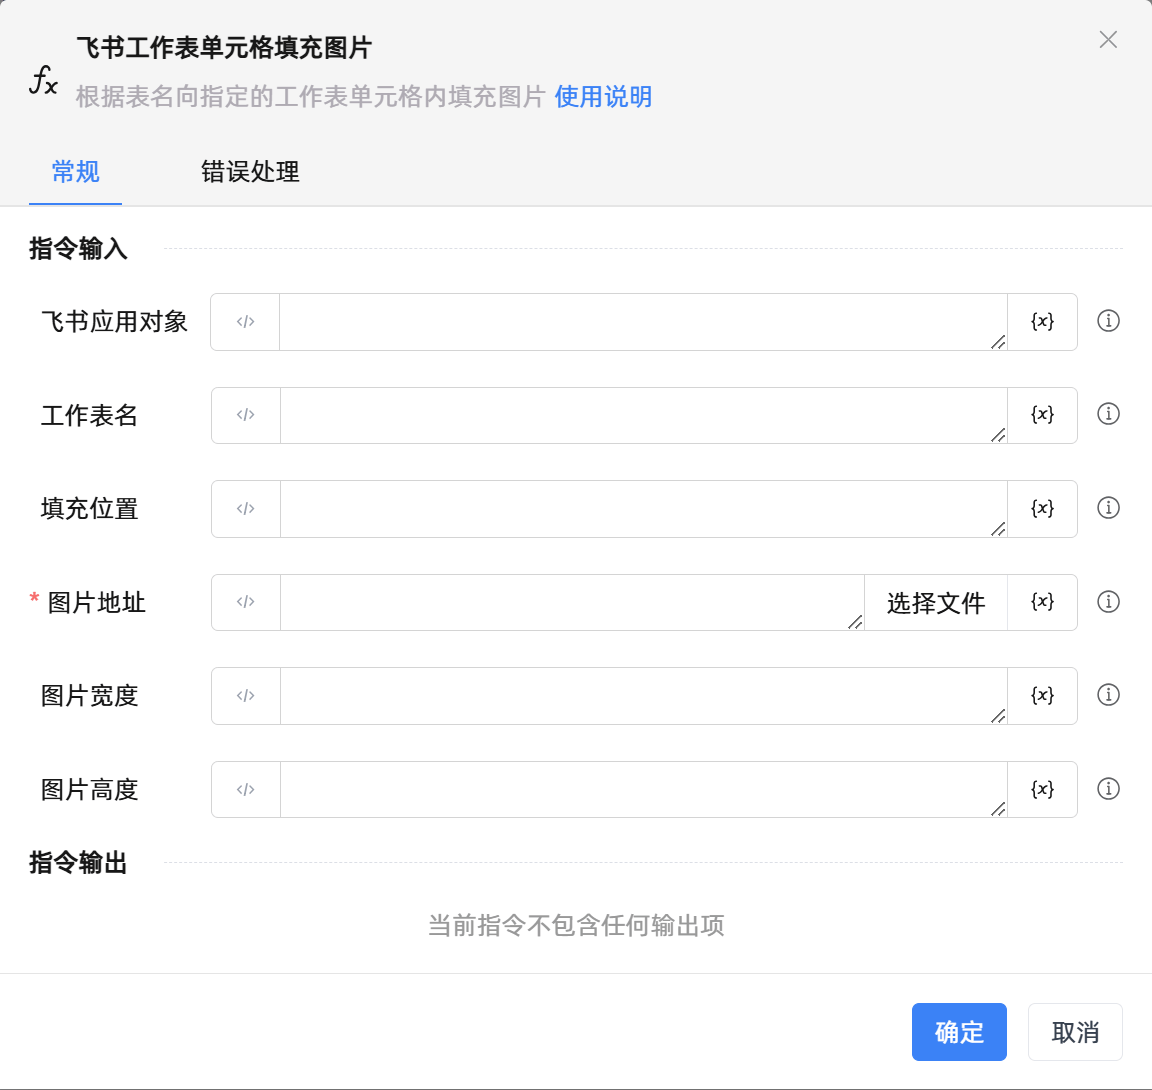 飞书工作表单元格填充图片
根据表名向指定的工作表单元格内填充图片 使用说明
常规 错误处理
指令输入
飞书应用对象 </> {x}
工作表名 </> {x}
填充位置 </> {x}
* 图片地址 </> 选择文件 {x}
图片宽度 </> {x}
图片高度 </> {x}
指令输出
当前指令不包含任何输出项
确定 取消